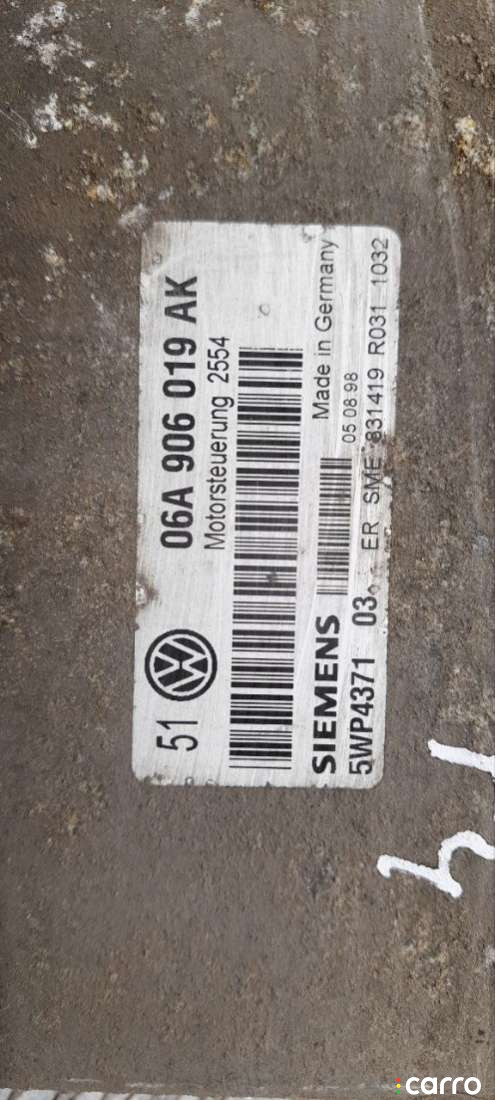 51 VW 06A 906 019 AK
Motorsteuerung 2554
SIEMENS Made in Germany
5WP4371 03 05.08.98
ER SME 831419 R031 1032
carro